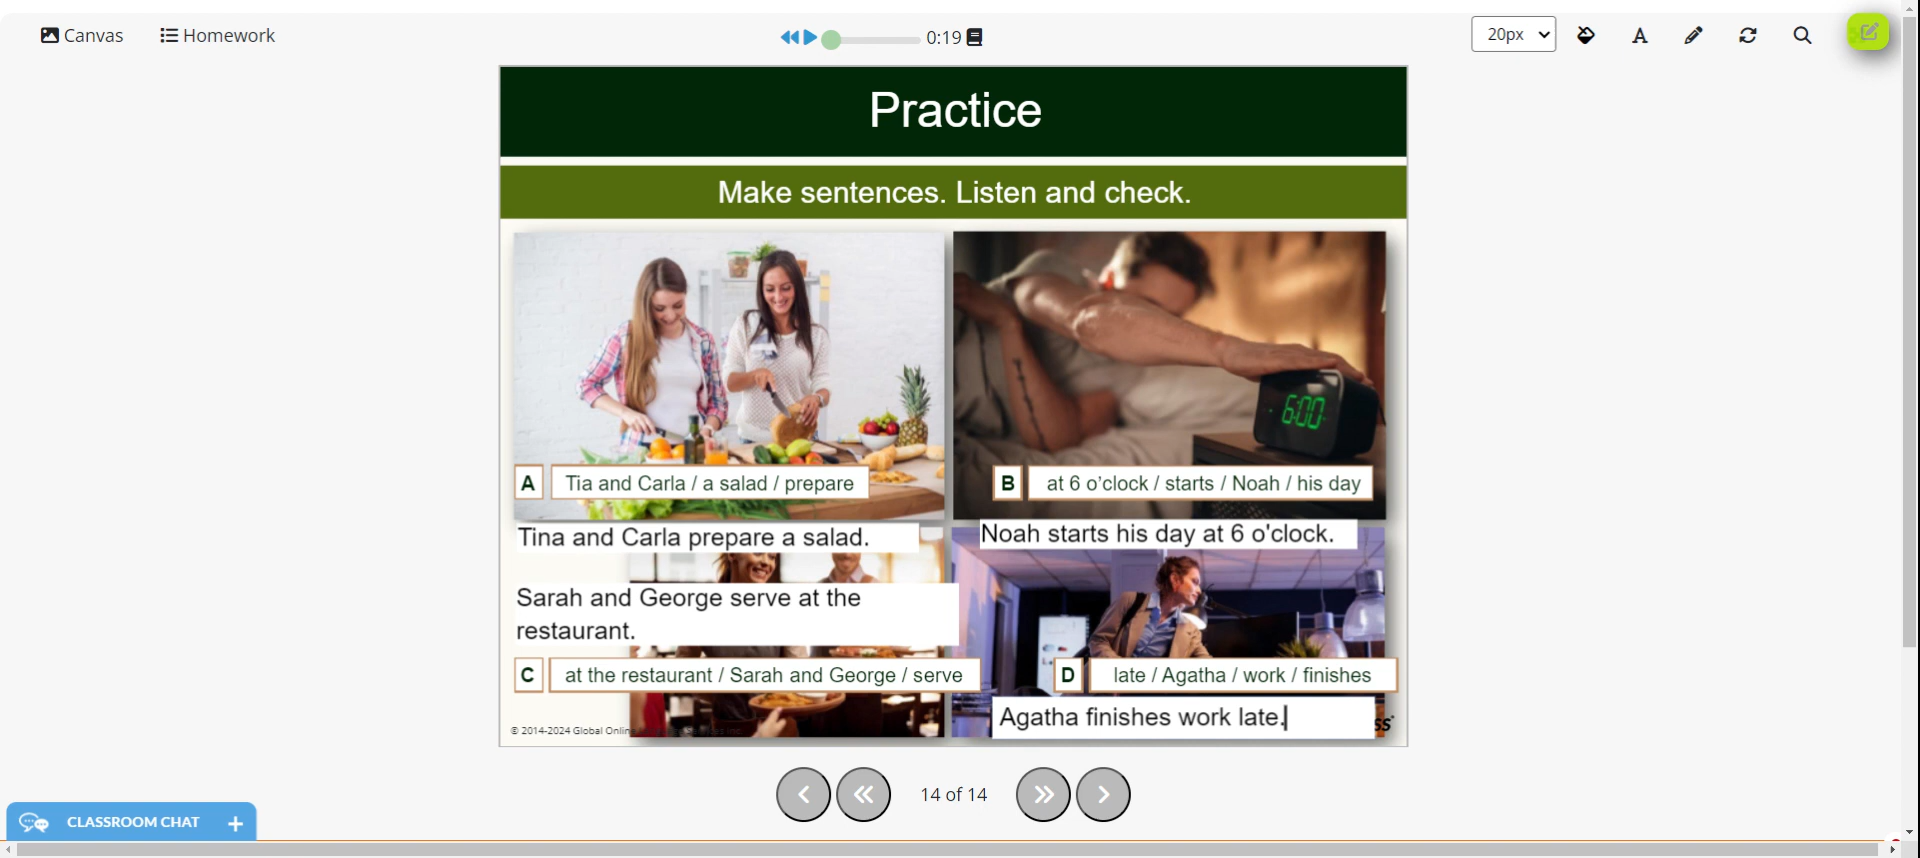 Canvas
Homework
0:19
20px
A
Practice
Make sentences. Listen and check.
A Tia and Carla / a salad / prepare
B at 6 o'clock / starts / Noah / his day
6:00
Tina and Carla prepare a salad.
Noah starts his day at 6 o'clock.
Sarah and George serve at the
restaurant.
C at the restaurant / Sarah and George / serve
D late / Agatha / work / finishes
Agatha finishes work late.
© 2014-2024 Global Online
14 of 14
CLASSROOM CHAT +